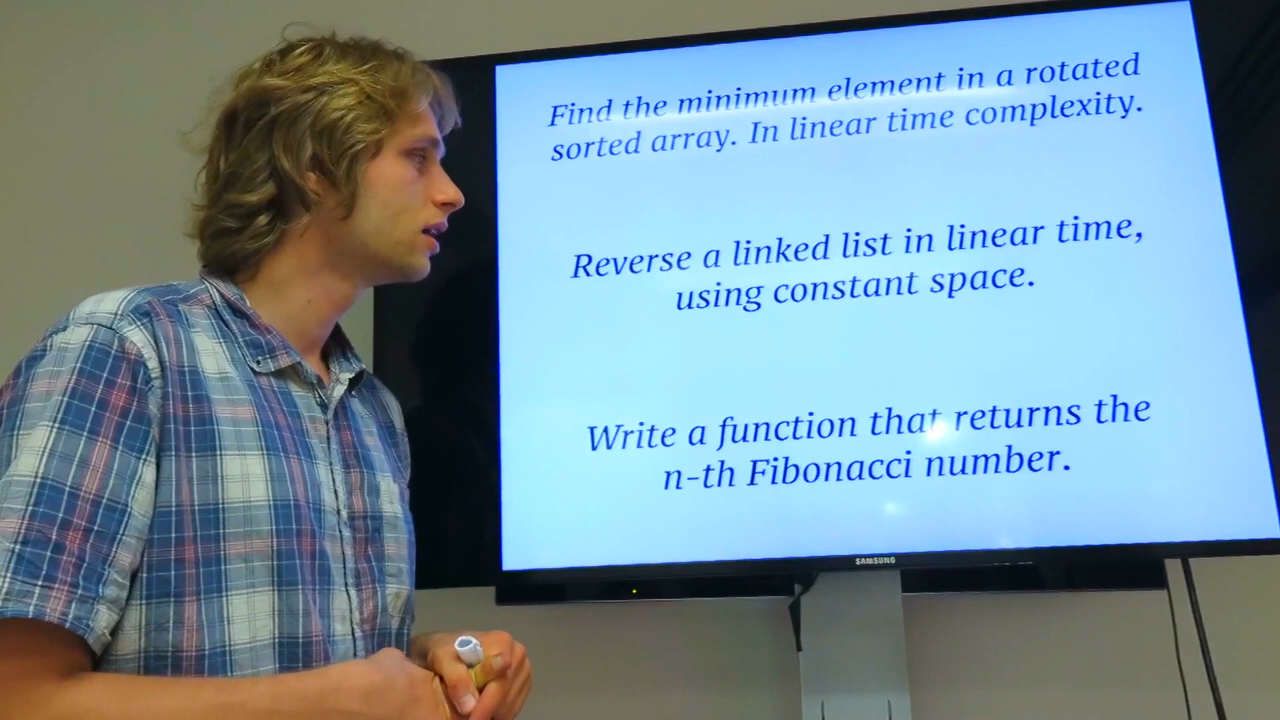 Find the minimum element in a rotated
sorted array. In linear time complexity.
Reverse a linked list in linear time,
using constant space.
Write a function that returns the
n-th Fibonacci number.
SAMSUNG